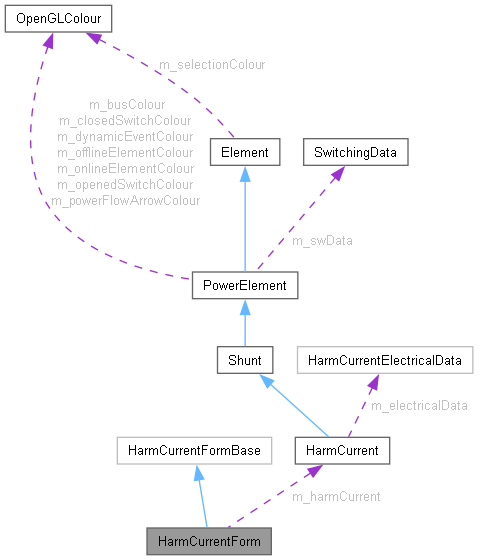 OpenGLColour
m_selectionColour
m_busColour
m_closedSwitchColour
m_dynamicEventColour
m_offlineElementColour
m_onlineElementColour
m_openedSwitchColour
m_powerFlowArrowColour
Element
SwitchingData
m_swData
PowerElement
Shunt
HarmCurrentElectricalData
m_electricalData
HarmCurrentFormBase
HarmCurrent
m_harmCurrent
HarmCurrentForm